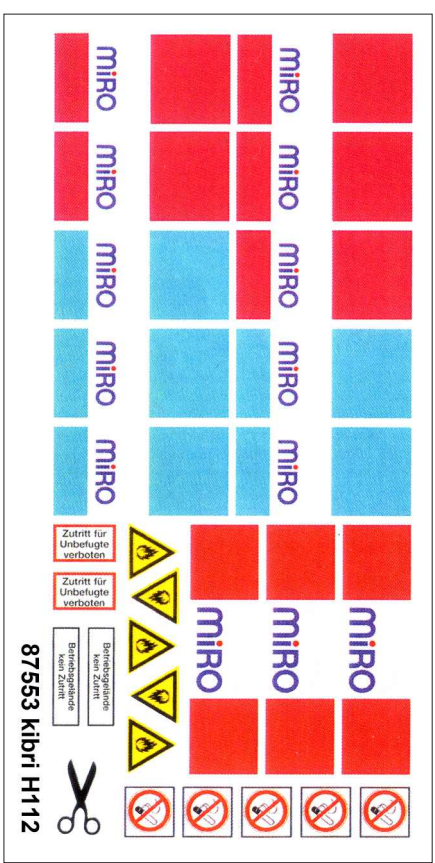 miRO
miRO
miRO
miRO
miRO
miRO
miRO
miRO
miRO
miRO
miRO
miRO
miRO
Zutritt für
Unbefugte
verboten
Zutritt für
Unbefugte
verboten
Betriebsgelände
kein Zutritt
Betriebsgelände
kein Zutritt
87553 kibri H112